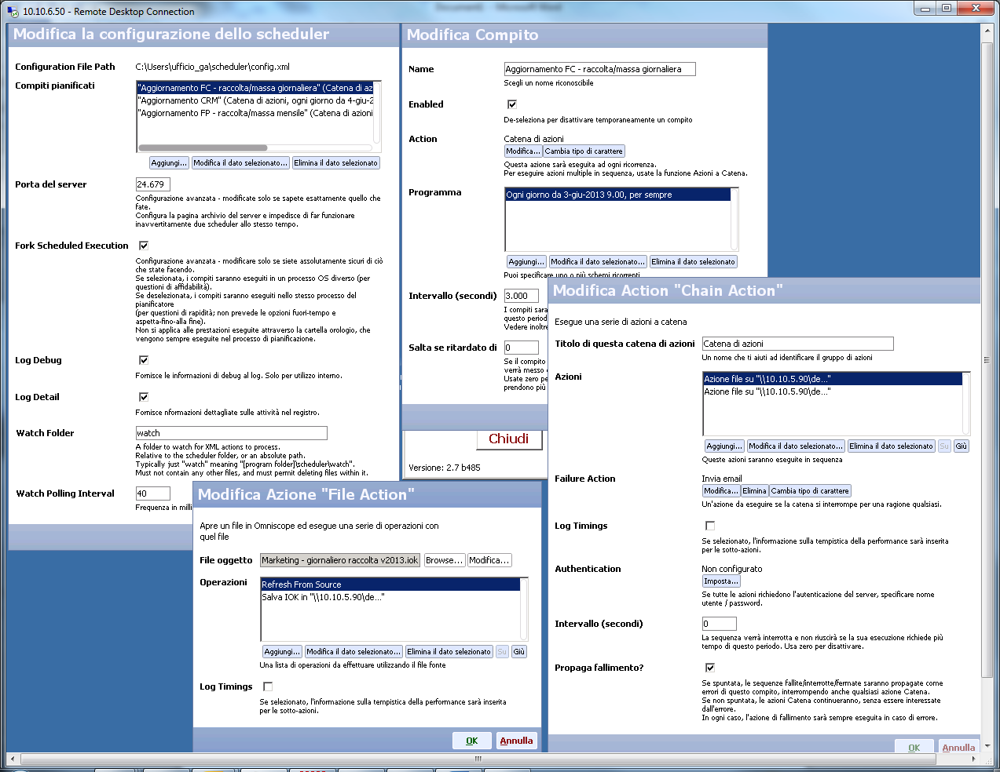 10.10.6.50 - Remote Desktop Connection
Modifica la configurazione dello scheduler
Configuration File Path
C:\Users\ufficio_ga\scheduler\config.xml
Compiti pianificati
"Aggiornamento FC - raccolta/massa giornaliera" (Catena di az
"Aggiornamento CRM" (Catena di azioni, ogni giorno da 4-giu-2
"Aggiornamento FP - raccolta/massa mensile" (Catena di azioni
Aggiungi... Modifica il dato selezionato... Elimina il dato selezionato
Porta del server
24.679
Configurazione avanzata - modificate solo se sapete esattamente quello che
fate.
Configura la pagina archivio del server e impedisce di far funzionare
inavvertitamente due scheduler allo stesso tempo.
Fork Scheduled Execution
Configurazione avanzata - modificare solo se siete assolutamente sicuri di ciò
che state facendo.
Se selezionata, i compiti saranno eseguiti in un processo OS diverso (per
questioni di affidabilità).
Se deselezionata, i compiti saranno eseguiti nello stesso processo del
pianificatore
(per questioni di rapidità; non prevede le opzioni fuori-tempo e
aspetta-fino-alla fine).
Non si applica alle prestazioni eseguite attraverso la cartella orologio, che
vengono sempre eseguite nel processo di pianificazione.
Log Debug
Fornisce le informazioni di debug al log. Solo per utilizzo interno.
Log Detail
Fornisce nformazioni dettagliate sulle attività nel registro.
Watch Folder
watch
A folder to watch for XML actions to process.
Relative to the scheduler folder, or an absolute path.
Typically just "watch" meaning "[program folder]\scheduler\watch".
Must not contain any other files, and must permit deleting files within it.
Watch Polling Interval
40
Frequenza in milli
Modifica Compito
Name
Aggiornamento FC - raccolta/massa giornaliera
Scegli un nome riconoscibile
Enabled
De-seleziona per disattivare temporaneamente un compito
Action
Catena di azioni
Modifica... Cambia tipo di carattere
Questa azione sarà eseguita ad ogni ricorrenza.
Per eseguire azioni multiple in sequenza, usate la funzione Azioni a Catena.
Programma
Ogni giorno da 3-giu-2013 9.00, per sempre
Aggiungi... Modifica il dato selezionato... Elimina il dato selezionato
Puoi specificare uno o più schemi ricorrenti
Intervallo (secondi)
3.000
I compiti sara
questo period
Vedere inoltre
Salta se ritardato di
0
Se il compito
verrà messo
Usate zero pe
prendono più
Chiudi
Versione: 2.7 b485
Modifica Azione "File Action"
Apre un file in Omniscope ed esegue una serie di operazioni con
quel file
File oggetto
Marketing - giornaliero raccolta v2013.iok
Browse... Modifica...
Operazioni
Refresh From Source
Salva IOK in "\\10.10.5.90\de..."
Aggiungi... Modifica il dato selezionato... Elimina il dato selezionato Su Giù
Una lista di operazioni da effettuare utilizzando il file fonte
Log Timings
Se selezionato, l'informazione sulla tempistica della performance sarà inserita
per le sotto-azioni.
OK Annulla
Modifica Action "Chain Action"
Esegue una serie di azioni a catena
Titolo di questa catena di azioni
Catena di azioni
Un nome che ti aiuti ad identificare il gruppo di azioni
Azioni
Azione file su "\\10.10.5.90\de..."
Azione file su "\\10.10.5.90\de..."
Aggiungi... Modifica il dato selezionato... Elimina il dato selezionato Su Giù
Queste azioni saranno eseguite in sequenza
Failure Action
Invia email
Modifica... Elimina Cambia tipo di carattere
Un'azione da eseguire se la catena si interrompe per una ragione qualsiasi.
Log Timings
Se selezionato, l'informazione sulla tempistica della performance sarà inserita
per le sotto-azioni.
Authentication
Non configurato
Imposta...
Se tutte le azioni richiedono l'autenticazione del server, specificare nome
utente / password.
Intervallo (secondi)
0
La sequenza verrà interrotta e non riuscirà se la sua esecuzione richiede più
tempo di questo periodo. Usa zero per disattivare.
Propaga fallimento?
Se spuntata, le sequenze fallite/interrotte/fermate saranno propagate come
errori di questo compito, interrompendo anche qualsiasi azione Catena.
Se non spuntata, le azioni Catena continueranno, senza essere interessate
dall'errore.
In ogni caso, l'azione di fallimento sarà sempre eseguita in caso di errore.
OK Annulla